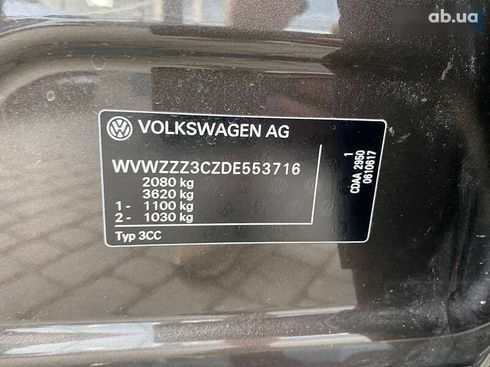 ab.ua
VOLKSWAGEN AG
WVWZZZ3CZDE553716
2080 kg
3620 kg
1 - 1100 kg
2 - 1030 kg
Typ 3CC
1
CDAA 2950
0610617